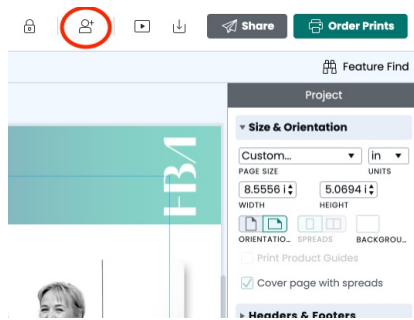 Share
Order Prints
Feature Find
Project
Size & Orientation
Custom... in
PAGE SIZE UNITS
8.5556 i 5.0694 i
WIDTH HEIGHT
ORIENTATIO... SPREADS BACKGROU...
Print Product Guides
Cover page with spreads
Headers & Footers
HBA